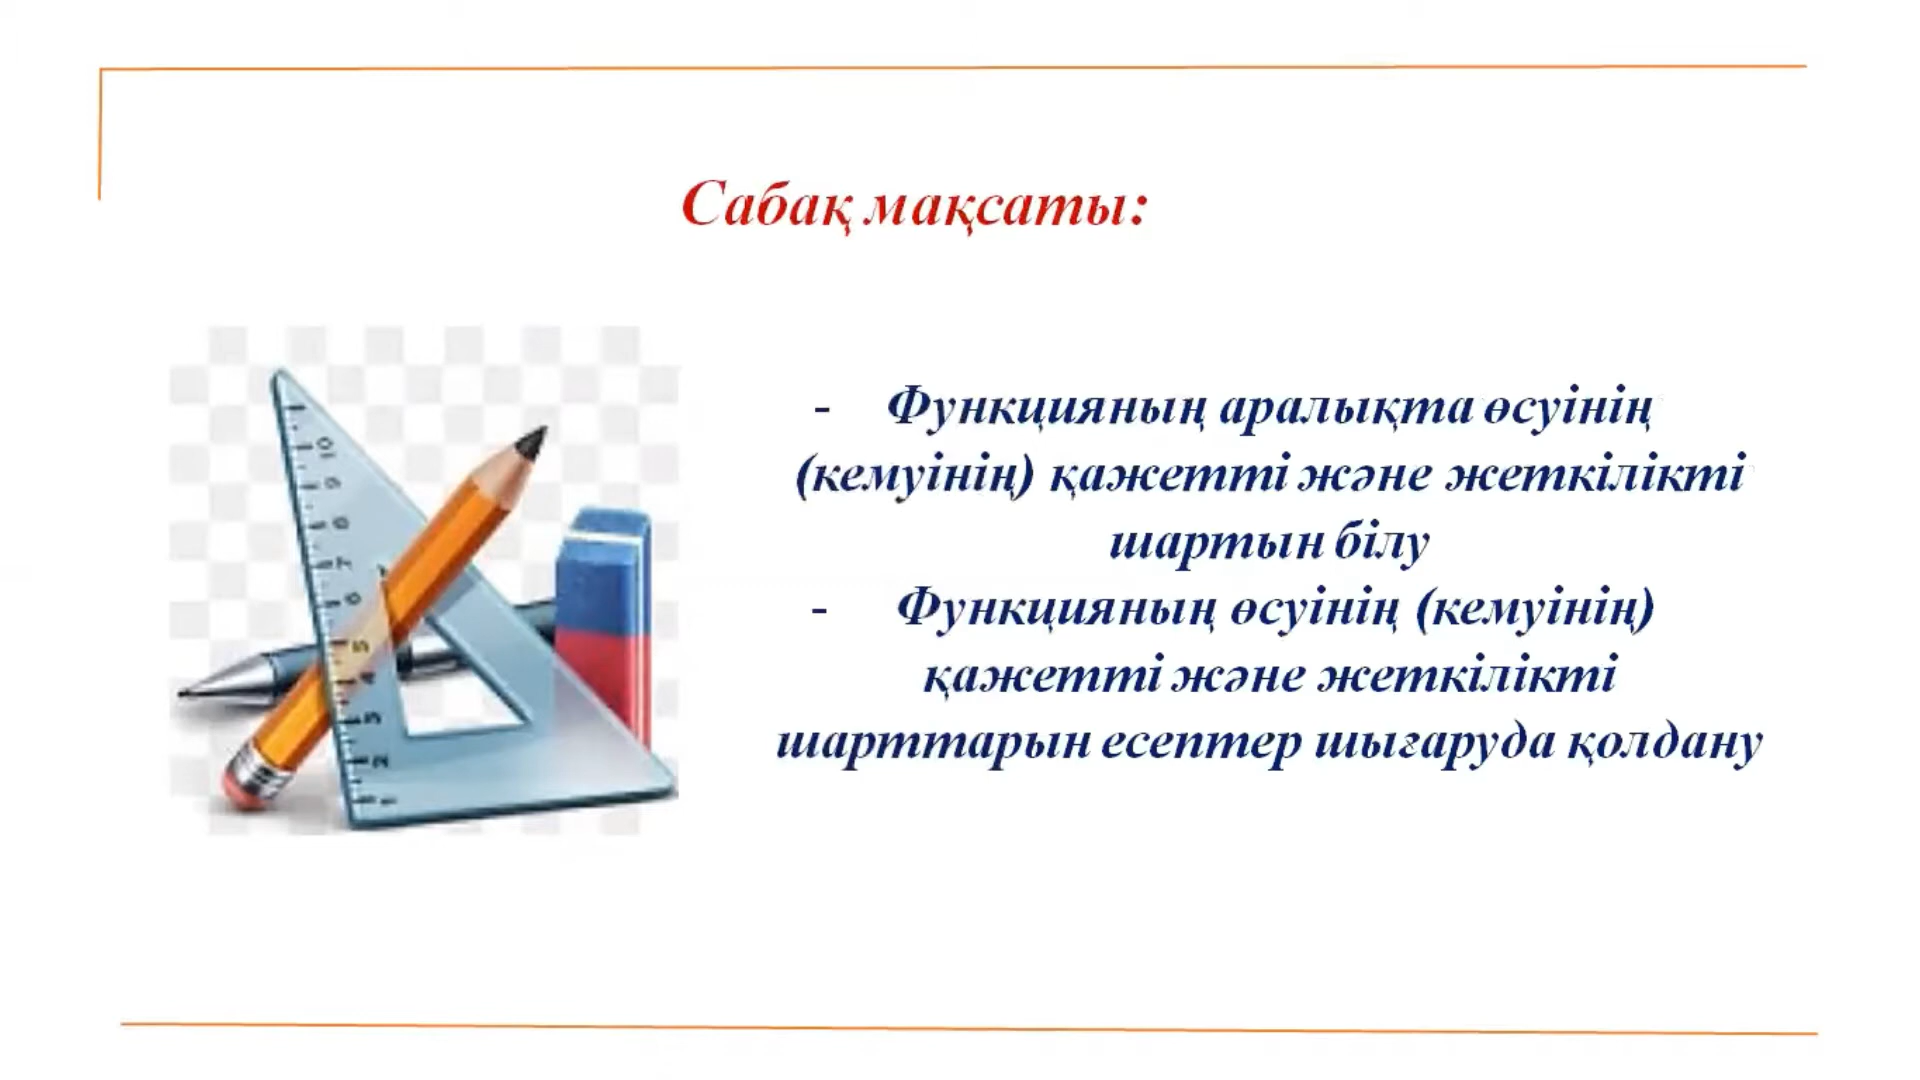 Сабақ мақсаты:
- Функцияның аралықта өсуінің
(кемуінің) қажетті және жеткілікті
шартын білу
- Функцияның өсуінің (кемуінің)
қажетті және жеткілікті
шарттарын есептер шығаруда қолдану